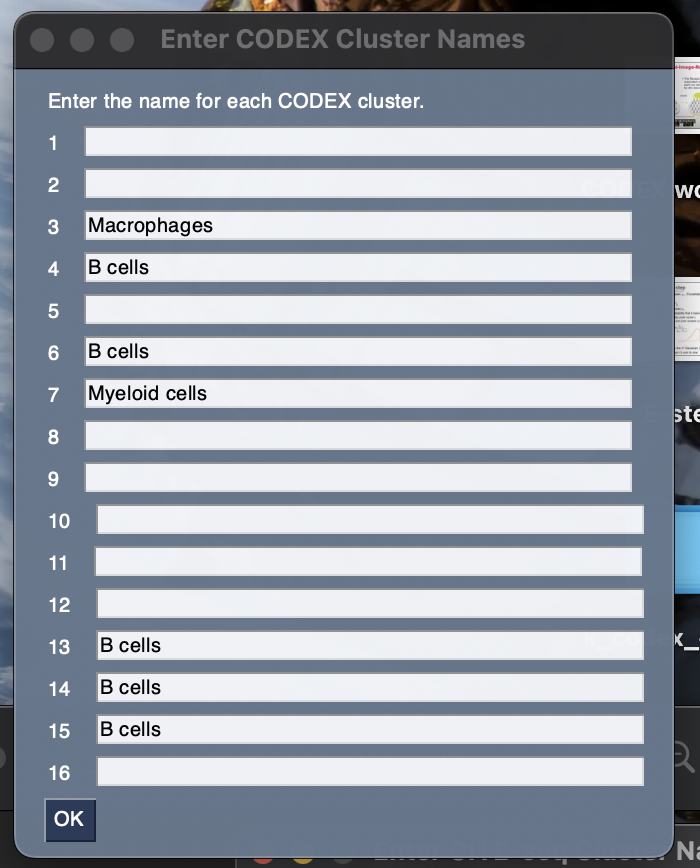 Enter CODEX Cluster Names
Enter the name for each CODEX cluster.
1
2
3 Macrophages
4 B cells
5
6 B cells
7 Myeloid cells
8
9
10
11
12
13 B cells
14 B cells
15 B cells
16
OK